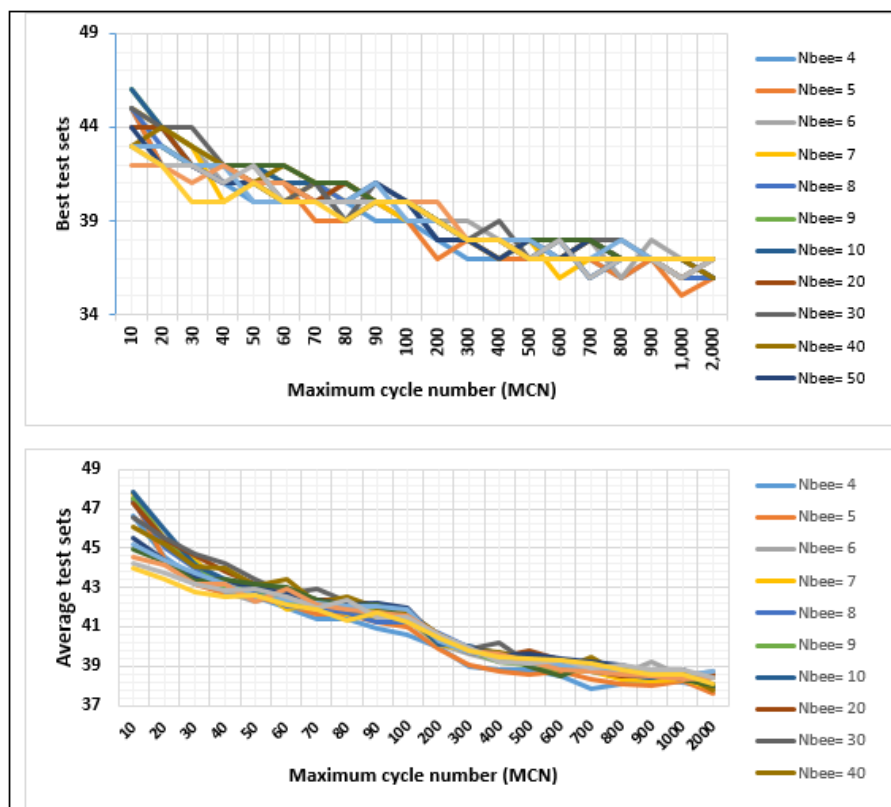 49
44
39
34
Best test sets
10 20 30 40 50 60 70 80 90 100 200 300 400 500 600 700 800 900 1,000 2,000
Maximum cycle number (MCN)
Nbee= 4
Nbee= 5
Nbee= 6
Nbee= 7
Nbee= 8
Nbee= 9
Nbee= 10
Nbee= 20
Nbee= 30
Nbee= 40
Nbee= 50
49
47
45
43
41
39
37
Average test sets
10 20 30 40 50 60 70 80 90 100 200 300 400 500 600 700 800 900 1000 2000
Maximum cycle number (MCN)
Nbee= 4
Nbee= 5
Nbee= 6
Nbee= 7
Nbee= 8
Nbee= 9
Nbee= 10
Nbee= 20
Nbee= 30
Nbee= 40